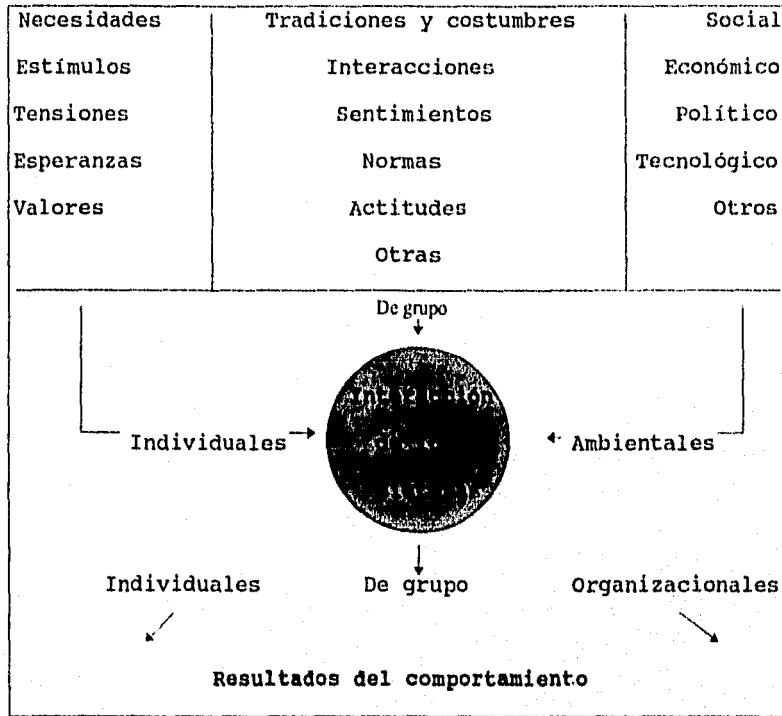 Necesidades Tradiciones y costumbres Social
Estímulos Interacciones Económico
Tensiones Sentimientos Político
Esperanzas Normas Tecnológico
Valores Actitudes Otros
Otras
De grupo
Individuales Ambientales
Individuales De grupo Organizacionales
Resultados del comportamiento